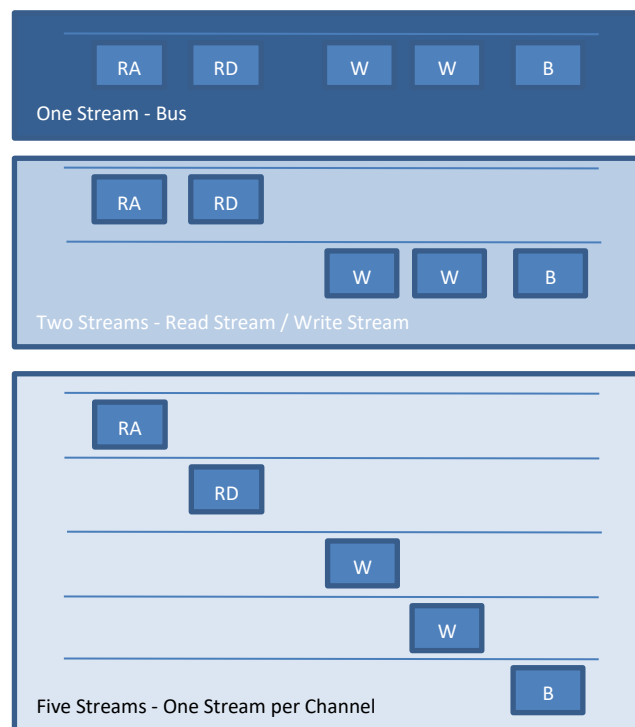 RA RD W W B
One Stream - Bus
RA RD
W W B
Two Streams - Read Stream / Write Stream
RA
RD
W
W
B
Five Streams - One Stream per Channel